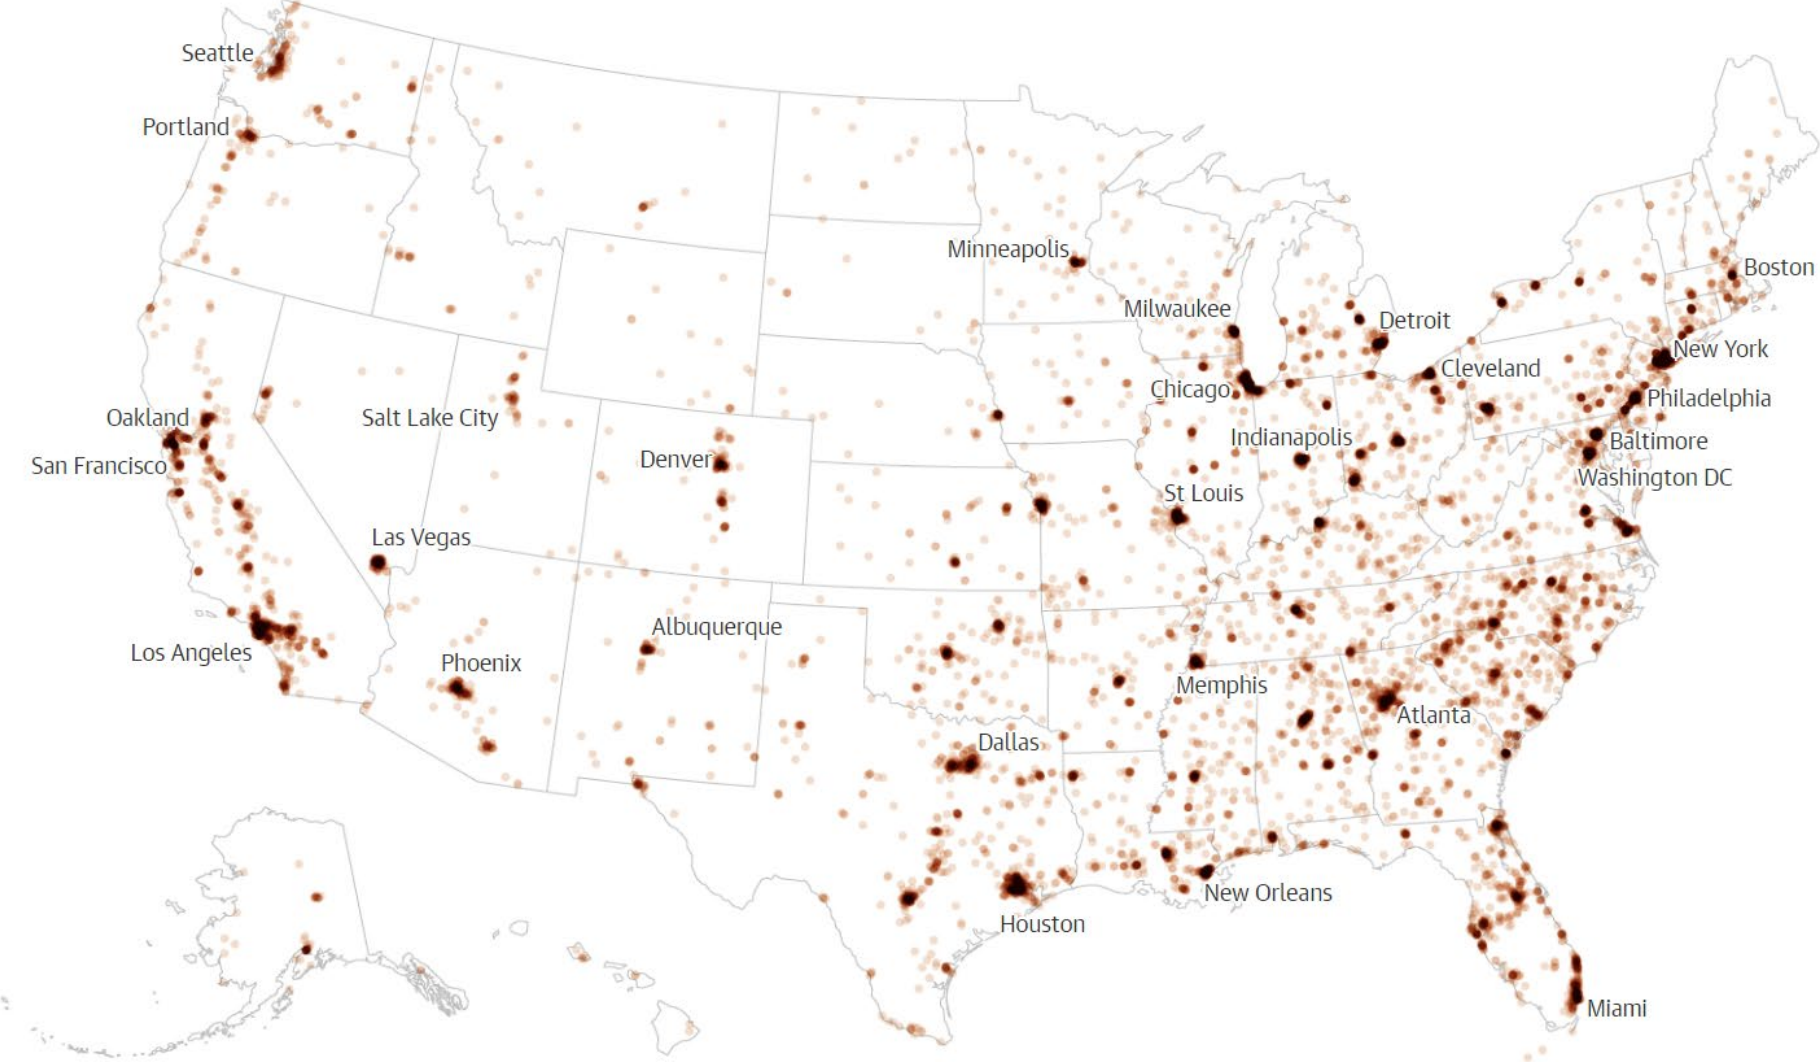 Seattle
Portland
Minneapolis
Boston
Milwaukee
Detroit
New York
Cleveland
Chicago
Philadelphia
Oakland
Salt Lake City
Indianapolis
Baltimore
San Francisco
Denver
Washington DC
St Louis
Las Vegas
Albuquerque
Los Angeles
Phoenix
Memphis
Atlanta
Dallas
New Orleans
Houston
Miami